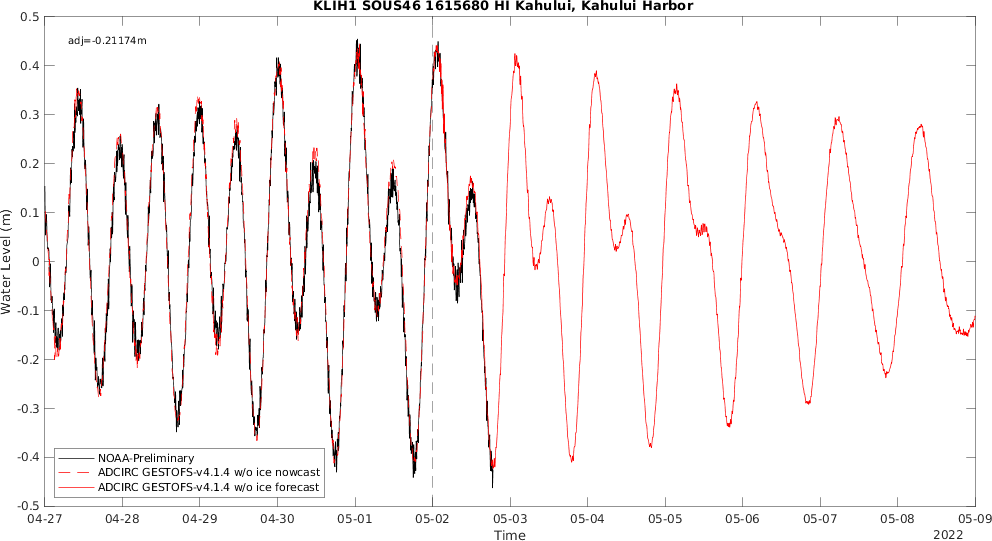 KLIH1 SOUS46 1615680 HI Kahului, Kahului Harbor
adj=-0.21174m
0.5
0.4
0.3
0.2
0.1
0
-0.1
-0.2
-0.3
-0.4
-0.5
Water Level (m)
NOAA-Preliminary
ADCIRC GESTOFS-v4.1.4 w/o ice nowcast
ADCIRC GESTOFS-v4.1.4 w/o ice forecast
04-27 04-28 04-29 04-30 05-01 05-02 05-03 05-04 05-05 05-06 05-07 05-08 05-09
Time
2022